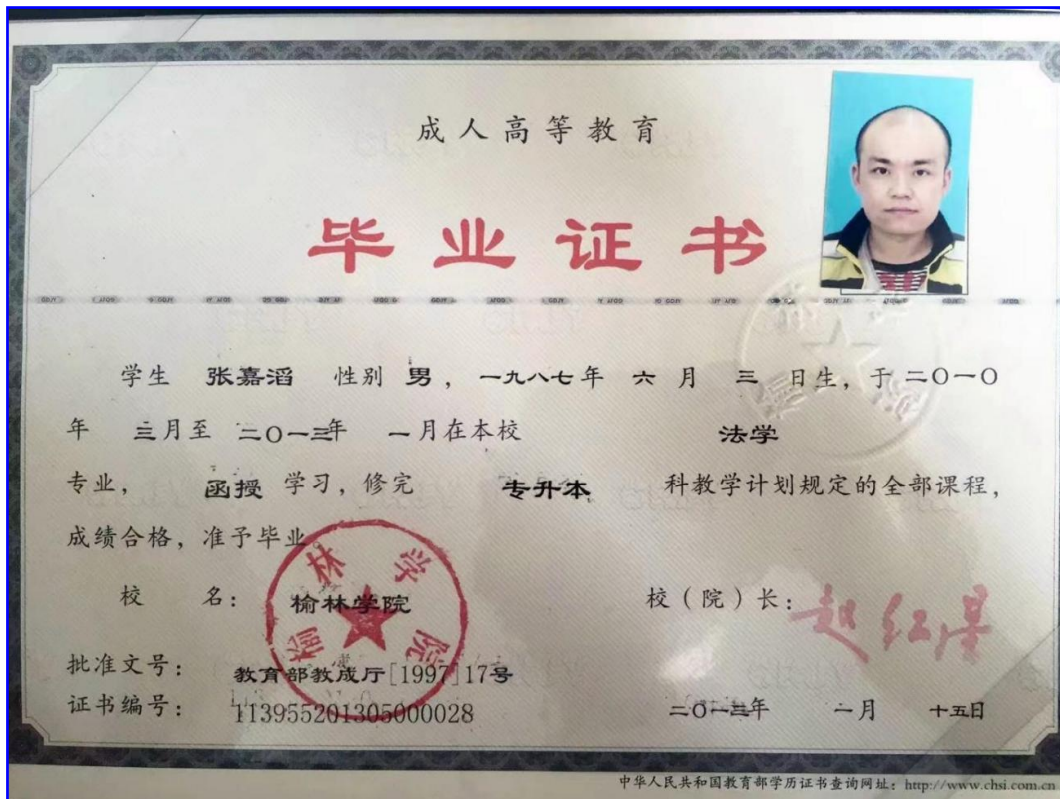 成人高等教育
毕业证书
学生 张嘉滔 性别 男，一九八七年 六 月 三 日生，于二〇一〇
年 三月至 二〇一三年 一月在本校 法学
专业， 函授 学习，修完 专升本 科教学计划规定的全部课程，
成绩合格，准予毕业。
校 名：榆林学院
榆林学院
校（院）长：赵红
批准文号：教育部教成厅[1997]17号
证书编号：113955201305000028
二〇一三年 一月 十五日
中华人民共和国教育部学历证书查询网址：http://www.chsi.com.cn